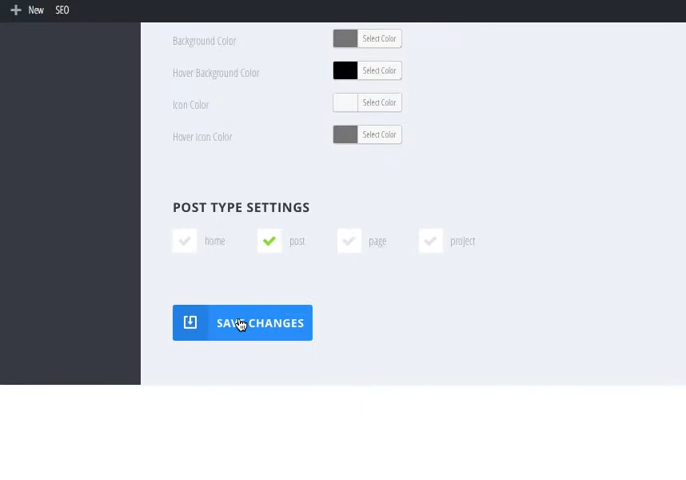 New SEO
Background Color Select Color
Hover Background Color Select Color
Icon Color Select Color
Hover Icon Color Select Color
POST TYPE SETTINGS
home post page project
SAVE CHANGES